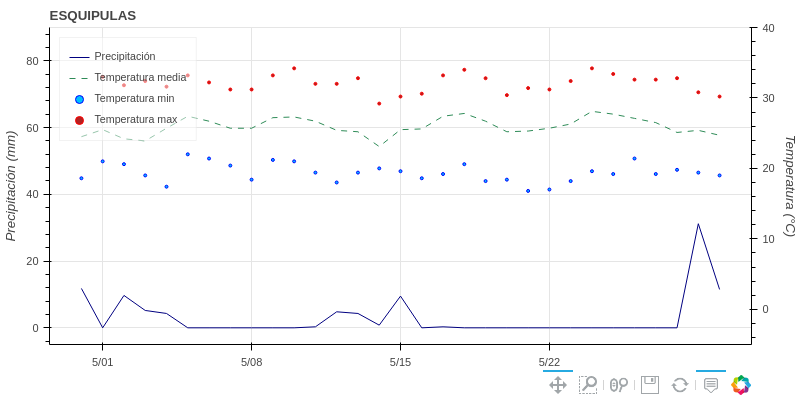 ESQUIPULAS
Precipitación
Temperatura media
Temperatura min
Temperatura max
Precipitación (mm)
80
60
40
20
0
Temperatura (°C)
40
30
20
10
0
5/01
5/08
5/15
5/22